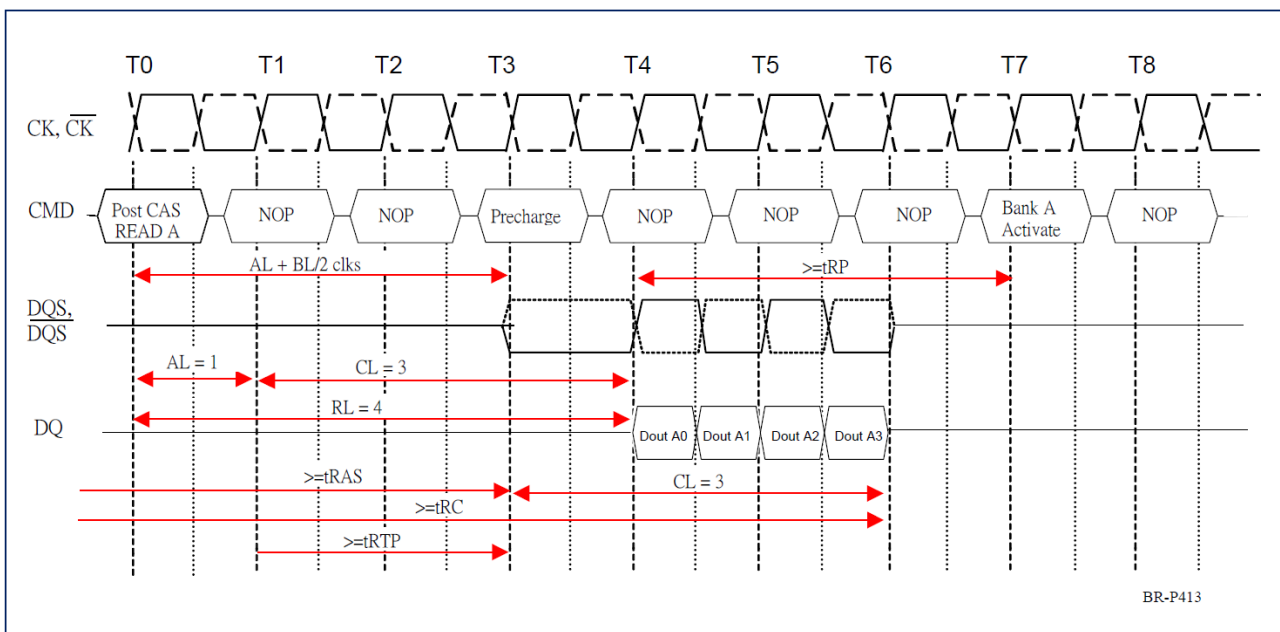 T0 T1 T2 T3 T4 T5 T6 T7 T8
CK, C̅K̅
CMD Post CAS READ A NOP NOP Precharge NOP NOP NOP Bank A Activate NOP
AL + BL/2 clks >=tRP
DQS,
D̅Q̅S̅
AL = 1 CL = 3
RL = 4
DQ Dout A0 Dout A1 Dout A2 Dout A3
>=tRAS CL = 3
>=tRC
>=tRTP
BR-P413